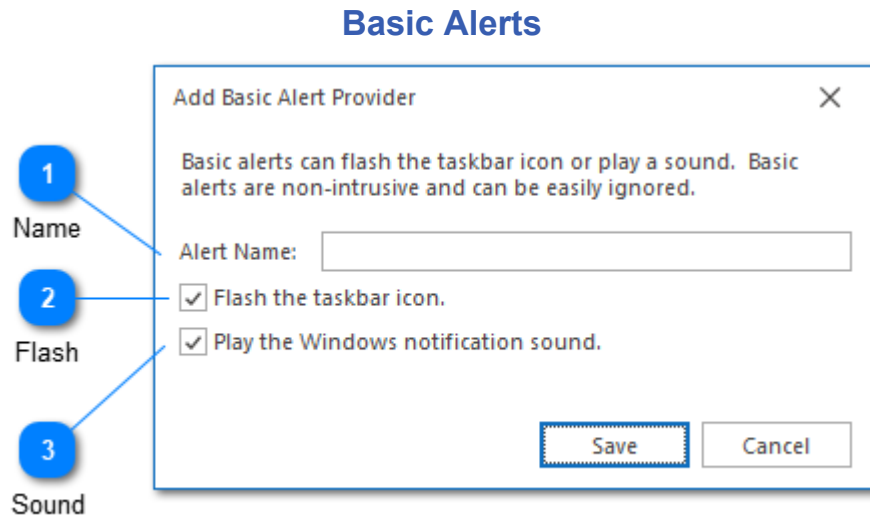 Basic Alerts
Add Basic Alert Provider
Basic alerts can flash the taskbar icon or play a sound.  Basic
alerts are non-intrusive and can be easily ignored.
1
Name
Alert Name:
2
Flash the taskbar icon.
Flash
Play the Windows notification sound.
3
Sound
Save
Cancel